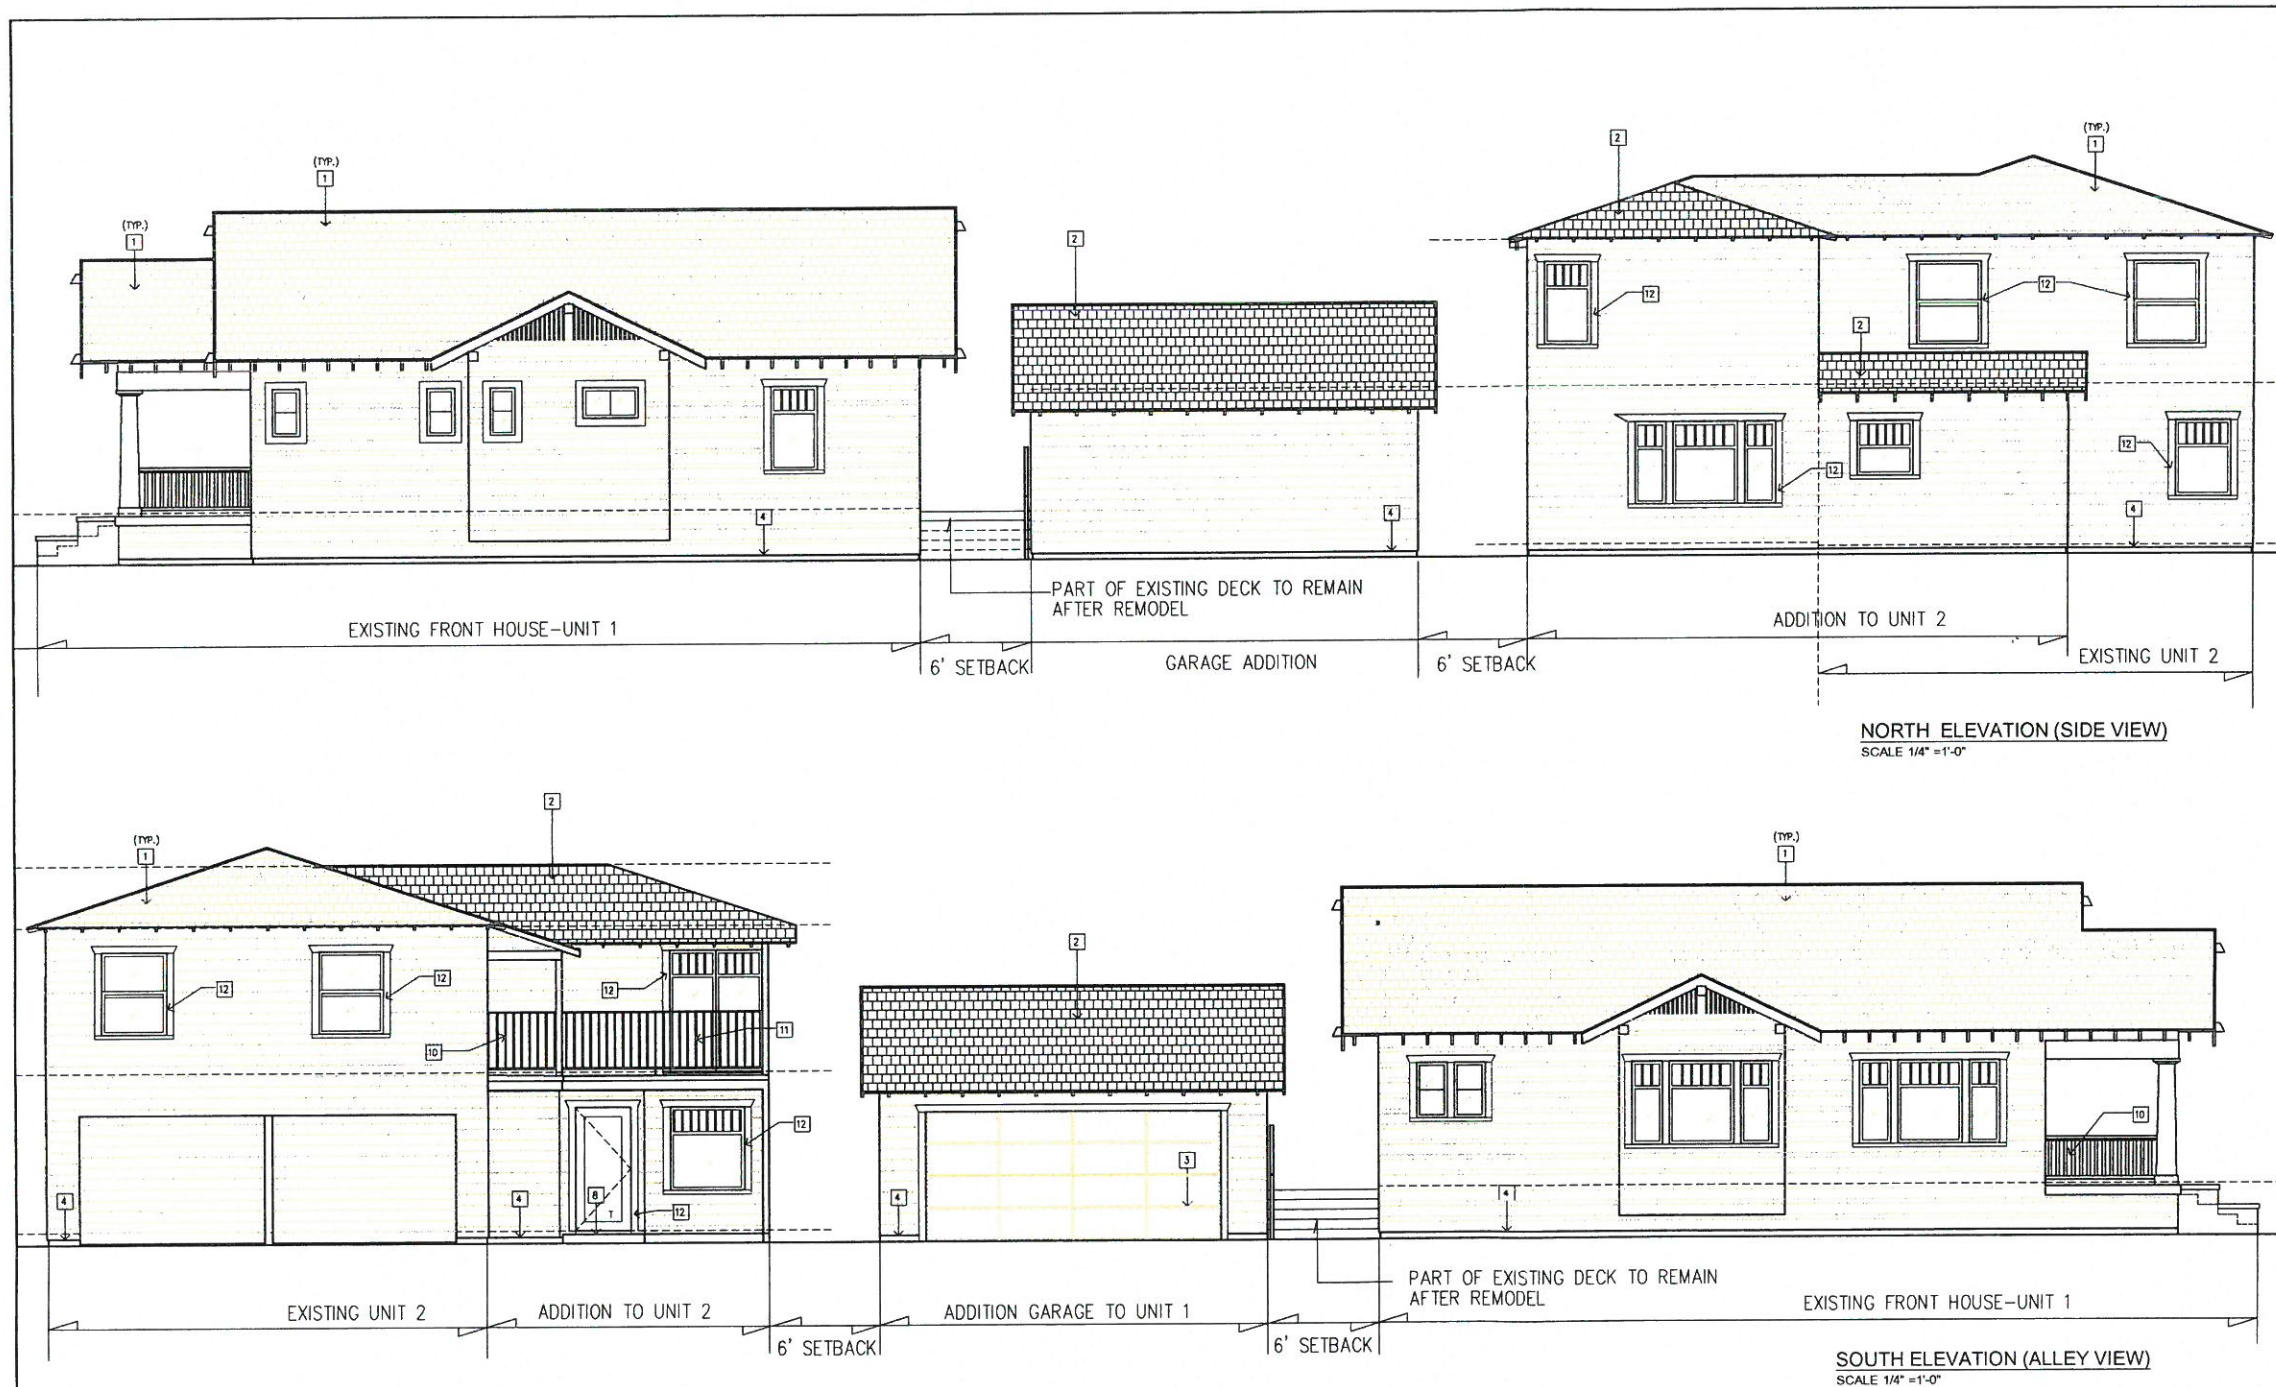 2
(TYP.)
1
(TYP.)
1
(TYP.)
1
2
12
12
2
12
12
4
4
4
PART OF EXISTING DECK TO REMAIN
AFTER REMODEL
EXISTING FRONT HOUSE-UNIT 1
6' SETBACK
GARAGE ADDITION
6' SETBACK
ADDITION TO UNIT 2
EXISTING UNIT 2
NORTH ELEVATION (SIDE VIEW)
SCALE 1/4" =1'-0"
2
(TYP.)
1
(TYP.)
1
2
12
12
12
11
10
12
10
3
4
4
8
T
12
4
4
PART OF EXISTING DECK TO REMAIN
AFTER REMODEL
EXISTING UNIT 2
ADDITION TO UNIT 2
6' SETBACK
ADDITION GARAGE TO UNIT 1
6' SETBACK
EXISTING FRONT HOUSE-UNIT 1
SOUTH ELEVATION (ALLEY VIEW)
SCALE 1/4" =1'-0"